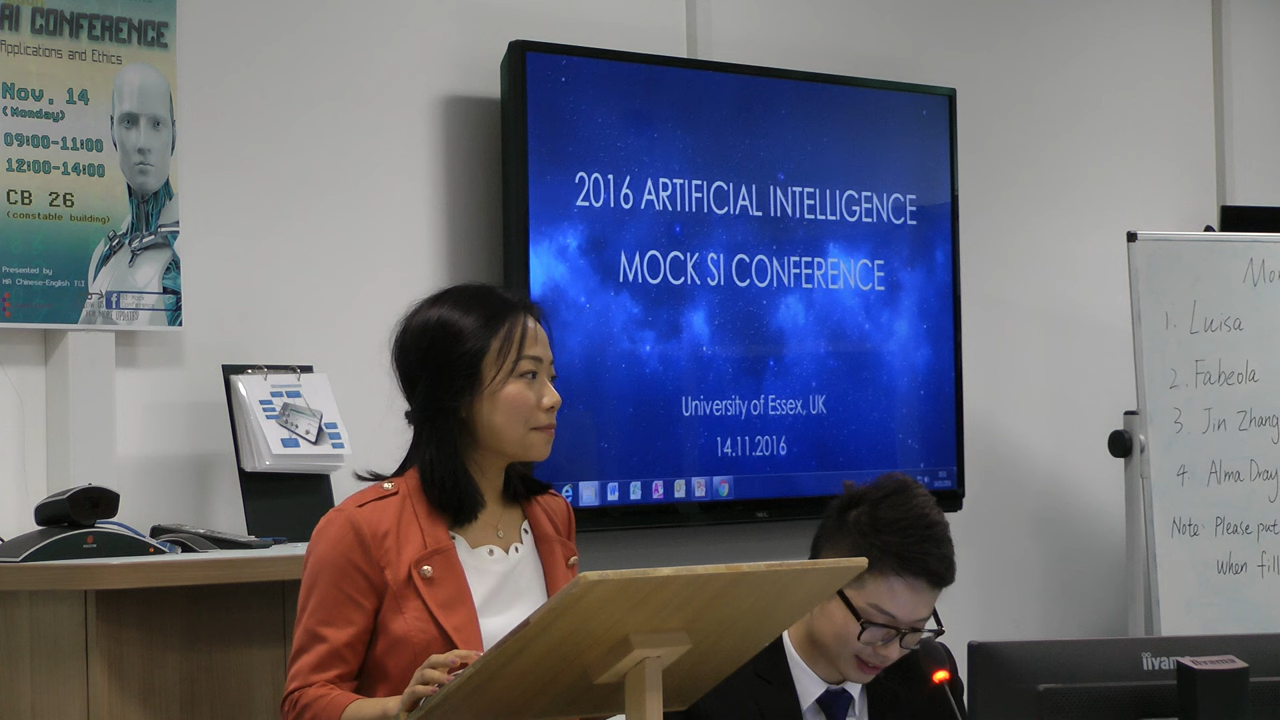 AI CONFERENCE
Applications and Ethics
Nov. 14
(Monday)
09:00-11:00
12:00-14:00
CB 26
(constable building)
Presented by
MA Chinese-English T&I
2016 ARTIFICIAL INTELLIGENCE
MOCK SI CONFERENCE
University of Essex, UK
14.11.2016
1. Luisa
2. Fabeola
3. Jin Zhang
4. Alma Dray
Note: Please put
when fill
iiyama